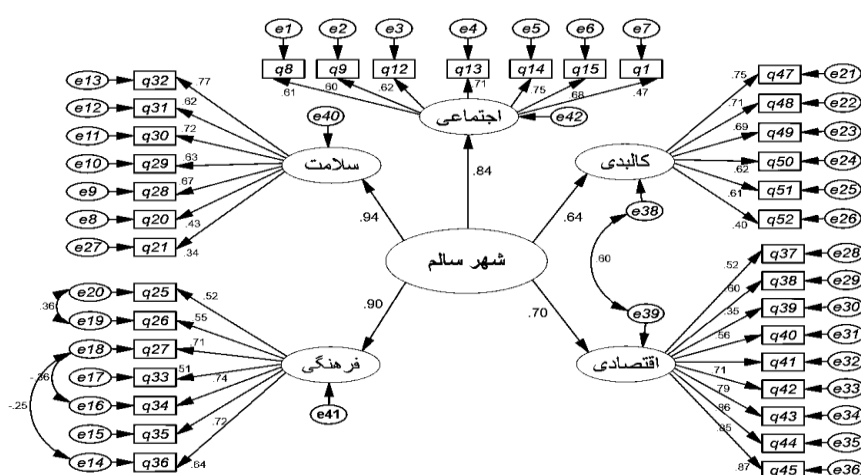 e1 e2 e3 e4 e5 e6 e7
q8 q9 q12 q13 q14 q15 q1
.61 .60 .62 .71 .75 .68 .47
اجتماعی
e42
e13 q32 .77
e12 q31 .62
e11 q30 .72
e10 q29 .63
e9 q28 .67
e8 q20 .43
e27 q21 .34
e40
سلامت
.75 q47 e21
.71 q48 e22
.69 q49 e23
.62 q50 e24
.61 q51 e25
.40 q52 e26
کالبدی
e38
.84
.94
.64
شهر سالم
.60
.90
.70
e39
e20 q25 .52
.36
e19 q26 .55
e18 q27 .71
e17 q33 .51
-.36
e16 q34 .74
-.25
e15 q35 .72
e14 q36 .64
فرهنگی
e41
اقتصادی
.52 q37 e28
.60 q38 e29
.35 q39 e30
.56 q40 e31
.71 q41 e32
.79 q42 e33
.86 q43 e34
.85 q44 e35
.87 q45 e36